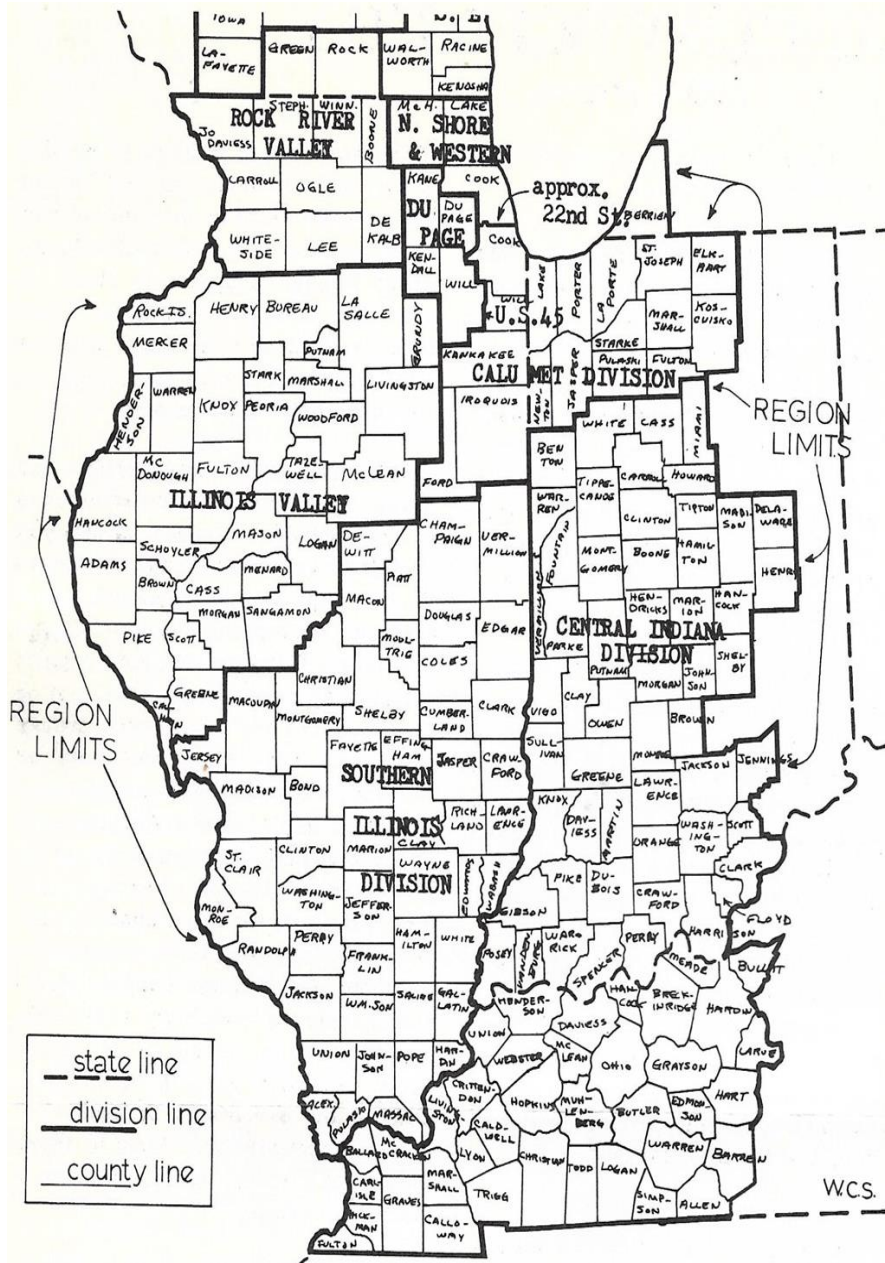 IOWA
S. E
LA-
FAYETTE
GREEN
ROCK
WAL-
WORTH
RACINE
KENOSHA
JO
DAVIESS
STEPH.
WINN.
BOONE
ROCK RIVER
VALLEY
McH.
LAKE
N. SHORE
& WESTERN
CARROLL
OGLE
WHITE-
SIDE
LEE
DE
KALB
KANE
COOK
DU
PAGE
DU
PAGE
KEN-
DALL
WILL
COOK
WILL
approx.
22nd St.
U.S.45
BERRIEN
LAKE
PORTER
LA PORTE
ST.
JOSEPH
ELK-
HART
MAR-
SHALL
KOS-
CUISKO
STARKE
PULASKI
FULTON
KANKAKEE
CALUMET DIVISION
IROQUOIS
NEW-
TON
JASPER
FORD
REGION
LIMITS
ROCK IS.
MERCER
HENRY
BUREAU
LA
SALLE
GRUNDY
PUTNAM
STARK
MARSHALL
LIVINGSTON
HENDER-
SON
WARREN
KNOX
PEORIA
WOODFORD
MC
DONOUGH
FULTON
TAZE-
WELL
McLEAN
ILLINOIS VALLEY
HANCOCK
ADAMS
SCHUYLER
MASON
LOGAN
BROWN
CASS
MENARD
PIKE
SCOTT
MORGAN
SANGAMON
CAL-
HOUN
GREENE
JERSEY
REGION
LIMITS
DE-
WITT
CHAM-
PAIGN
VER-
MILLION
PIATT
MACON
DOUGLAS
EDGAR
MOUL-
TRIE
COLES
CHRISTIAN
MACOUPIN
MONTGOMERY
SHELBY
CUMBER-
LAND
CLARK
FAYETTE
EFFING
HAM
JASPER
CRAW-
FORD
SOUTHERN
ILLINOIS
DIVISION
MADISON
BOND
RICH-
LAND
LAWR-
ENCE
CLAY
ST.
CLAIR
CLINTON
MARION
WAYNE
EDWARDS
WABASH
WASHING-
TON
JEFFER-
SON
MON-
ROE
RANDOLPH
PERRY
HAM-
ILTON
WHITE
FRANK-
LIN
JACKSON
WM.SON
SALINE
GAL-
LATIN
UNION
JOHN-
SON
POPE
HAR-
DIN
ALEX.
PULASKI
MASSAC
WHITE
CASS
MIAMI
BEN
TON
CARROLL
HOWARD
WAR-
REN
TIPPE-
CANOE
CLINTON
TIPTON
MADI-
SON
DELA-
WARE
FOUNTAIN
MONT-
GOMERY
BOONE
HAMIL-
TON
HENRY
VERMILLION
PARKE
HEN-
DRICKS
MAR-
ION
HAN-
COCK
CENTRAL INDIANA
DIVISION
PUTNAM
MORGAN
JOHN-
SON
SHEL-
BY
VIGO
CLAY
OWEN
BROWN
SULL-
IVAN
MONROE
GREENE
JACKSON
JENNINGS
LAWR-
ENCE
KNOX
DAV-
IESS
MARTIN
ORANGE
WASH-
ING-
TON
SCOTT
CLARK
PIKE
DU-
BOIS
CRAW-
FORD
FLOYD
GIBSON
HARRI
SON
POSEY
VANDEN
BURG
WAR-
RICK
SPENCER
PERRY
MEADE
BULLITT
HENDER-
SON
HAN-
COCK
BRECK-
INRIDGE
HARDIN
UNION
DAVIESS
WEBSTER
MC
LEAN
OHIO
GRAYSON
LARUE
CRITTEN-
DON
HOPKINS
MUH-
LEN-
BERG
BUTLER
EDMON-
SON
HART
LIVING-
STON
CALD-
WELL
LYON
CHRISTIAN
TODD
LOGAN
WARREN
BARREN
SIMP-
SON
ALLEN
TRIGG
BALLARD
MC
CRACKEN
MAR-
SHALL
CARL-
ISLE
GRAVES
HICK-
MAN
CALLO-
WAY
FULTON
state line
division line
county line
W.C.S.